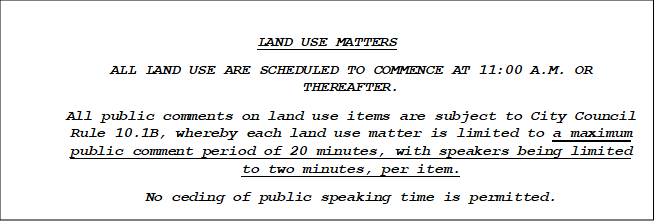 LAND USE MATTERS
ALL LAND USE ARE SCHEDULED TO COMMENCE AT 11:00 A.M. OR
THEREAFTER.
All public comments on land use items are subject to City Council
Rule 10.1B, whereby each land use matter is limited to a maximum
public comment period of 20 minutes, with speakers being limited
to two minutes, per item.
No ceding of public speaking time is permitted.